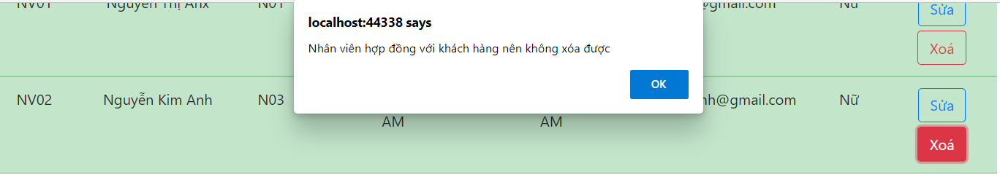 localhost:44338 says
Nhân viên hợp đồng với khách hàng nên không xóa được
OK
NV01 Nguyễn Thị Anx N01 @gmail.com Nữ Sửa
Xoá
NV02 Nguyễn Kim Anh N03 nh@gmail.com Nữ Sửa
AM AM
Xoá